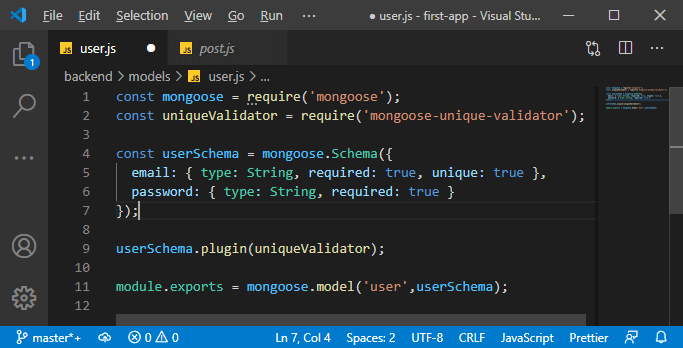 File Edit View Go Run ··· ● user.js - first-app - Visual Stu...
JS user.js ● JS post.js ···
1
backend > models > JS user.js > ...
1 const mongoose = require('mongoose');
2 const uniqueValidator = require('mongoose-unique-validator');
3
4 const userSchema = mongoose.Schema({
5 email: { type: String, required: true, unique: true },
6 password: { type: String, required: true }
7 });
8
9 userSchema.plugin(uniqueValidator);
10
11 module.exports = mongoose.model('user',userSchema);
12
master*+ 0 0 Ln 7, Col 4 Spaces: 2 UTF-8 CRLF JavaScript Prettier